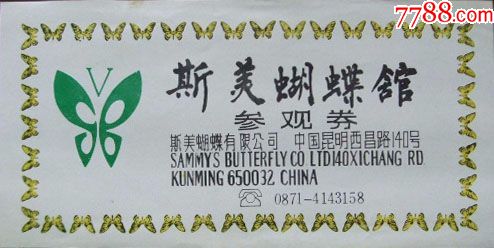 7788.com
斯美蝴蝶馆
参观券
斯美蝴蝶有限公司 中国昆明西昌路140号
SAMMYS BUTTERFLY CO LTD140XICHANG RD
KUNMING 650032 CHINA
☏ 0871-4143158